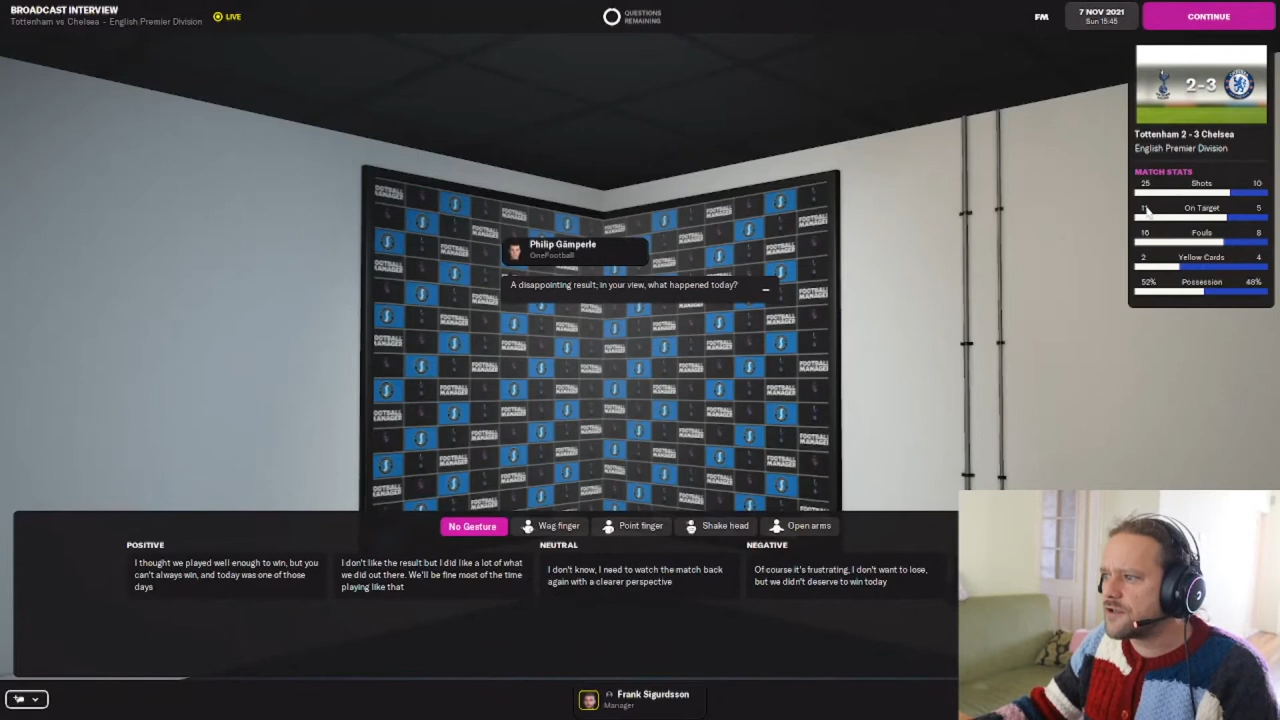 BROADCAST INTERVIEW
Tottenham vs Chelsea - English Premier Division
LIVE
QUESTIONS
REMAINING
FM
7 NOV 2021
Sun 15:45
CONTINUE
2-3
Tottenham 2 - 3 Chelsea
English Premier Division
MATCH STATS
25 Shots 10
On Target 5
16 Fouls 8
2 Yellow Cards 4
52% Possession 48%
FOOTBALL
MANAGER
Philip Gämperle
OneFootball
A disappointing result; in your view, what happened today?
No Gesture
Wag finger
Point finger
Shake head
Open arms
POSITIVE
I thought we played well enough to win, but you
can't always win, and today was one of those
days
I don't like the result but I did like a lot of what
we did out there. We'll be fine most of the time
playing like that
NEUTRAL
I don't know, I need to watch the match back
again with a clearer perspective
NEGATIVE
Of course it's frustrating, I don't want to lose,
but we didn't deserve to win today
Frank Sigurdsson
Manager